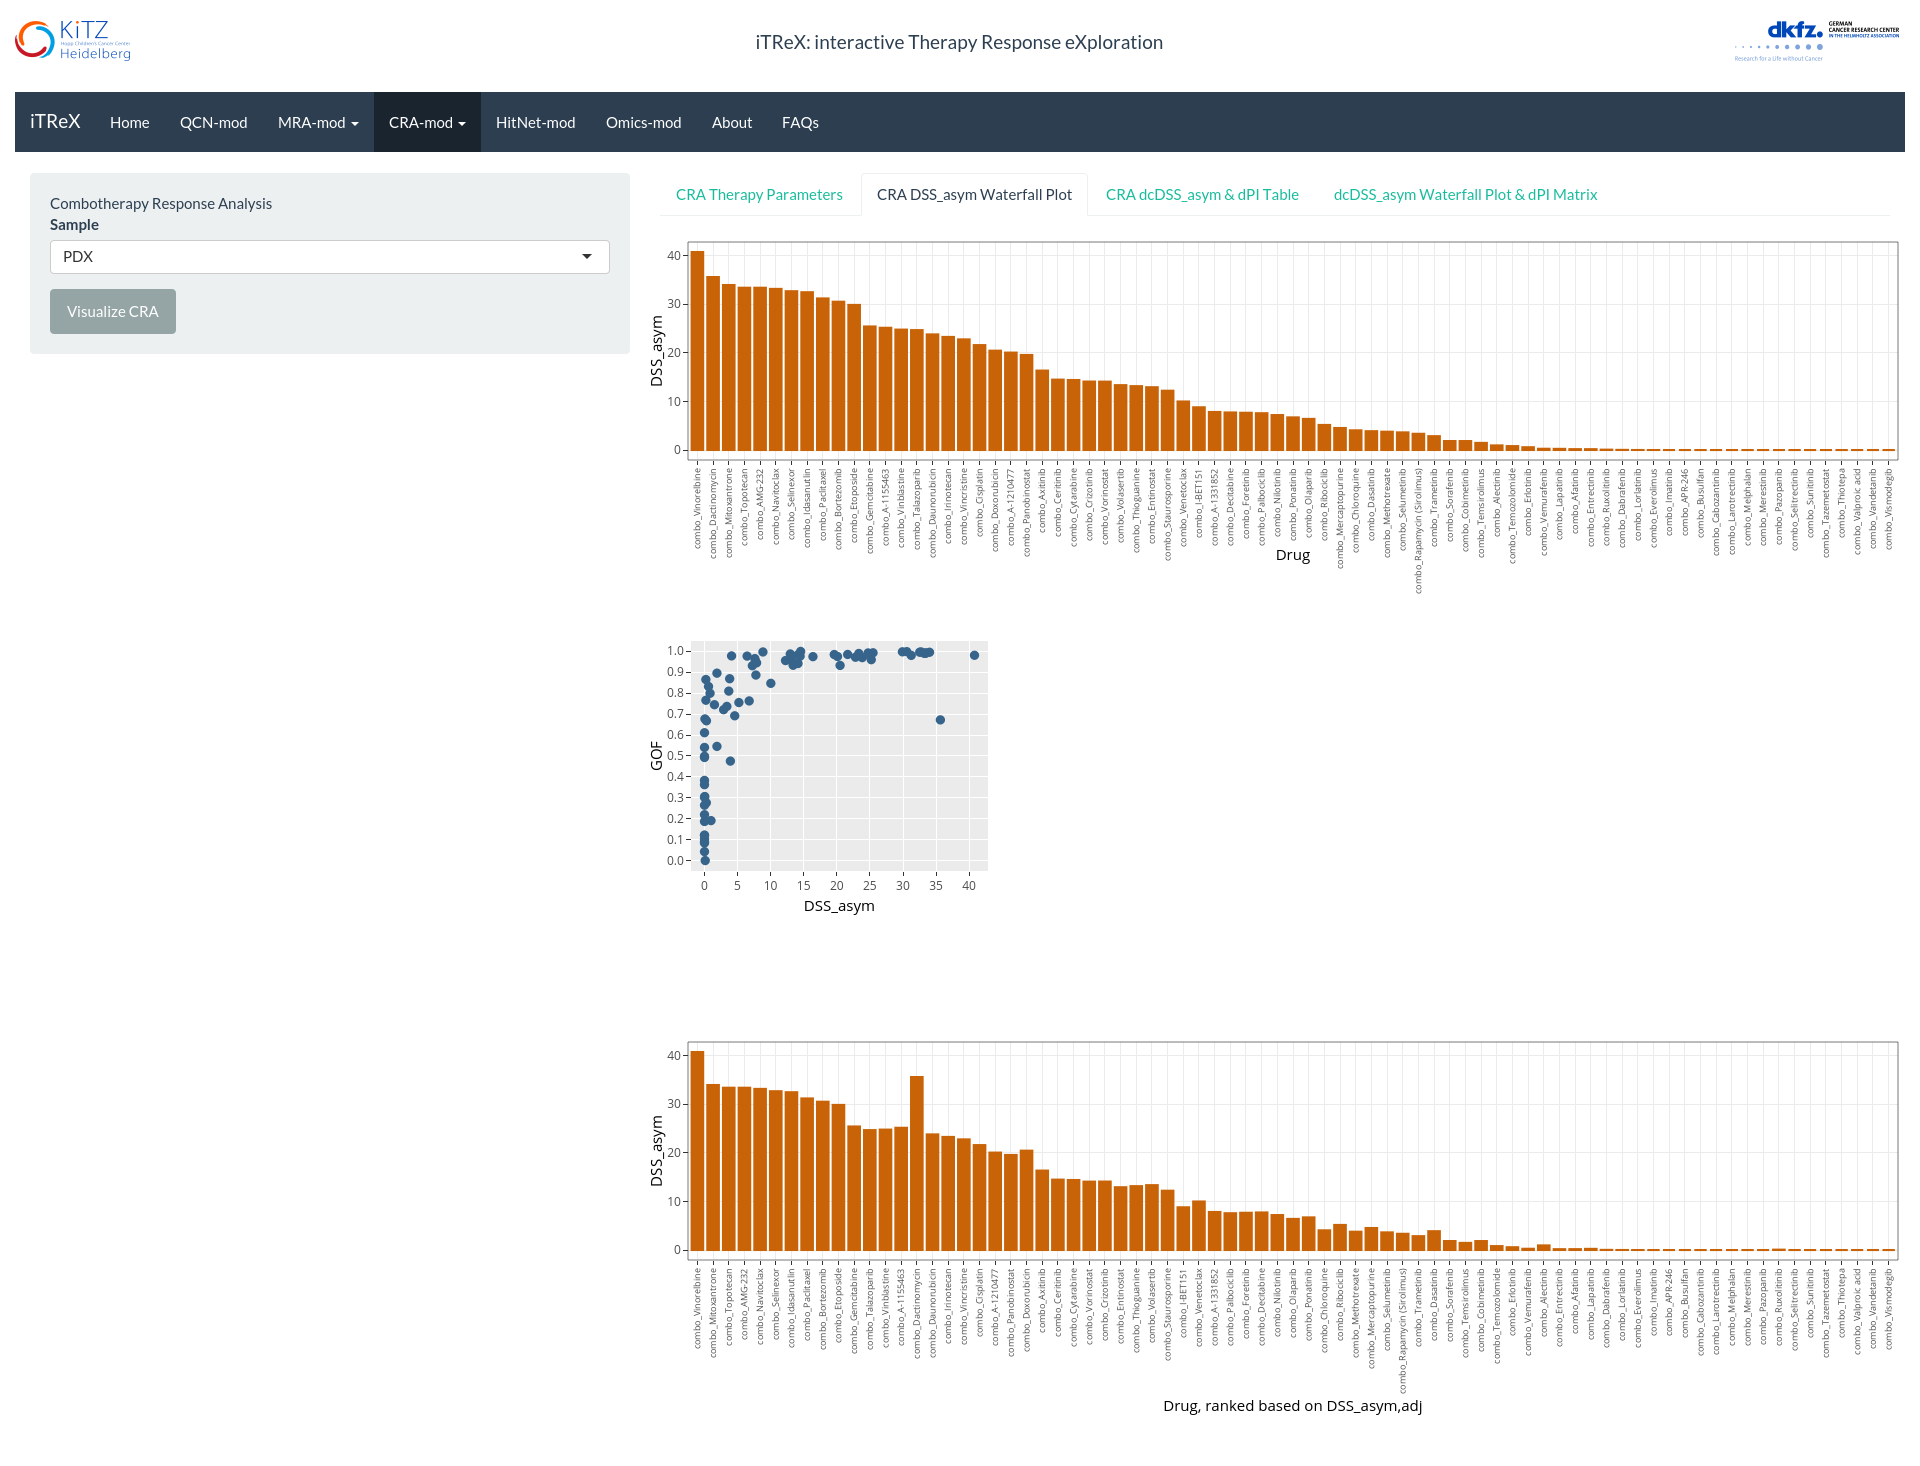 KiTZ
Hopp Children's Cancer Center
Heidelberg
iTReX: interactive Therapy Response eXploration
dkfz.
GERMAN
CANCER RESEARCH CENTER
IN THE HELMHOLTZ ASSOCIATION
Research for a Life without Cancer
iTReX Home QCN-mod MRA-mod CRA-mod HitNet-mod Omics-mod About FAQs
Combotherapy Response Analysis
Sample
PDX
Visualize CRA
CRA Therapy Parameters CRA DSS_asym Waterfall Plot CRA dcDSS_asym & dPI Table dcDSS_asym Waterfall Plot & dPI Matrix
40
30
20
10
0
DSS_asym
combo_Vinorelbine
combo_Dactinomycin
combo_Mitoxantrone
combo_Topotecan
combo_AMG-232
combo_Navitoclax
combo_Selinexor
combo_Idasanutlin
combo_Paclitaxel
combo_Bortezomib
combo_Etoposide
combo_Gemcitabine
combo_A-1155463
combo_Vinblastine
combo_Talazoparib
combo_Daunorubicin
combo_Irinotecan
combo_Vincristine
combo_Cisplatin
combo_Doxorubicin
combo_A-1210477
combo_Panobinostat
combo_Axitinib
combo_Ceritinib
combo_Cytarabine
combo_Crizotinib
combo_Vorinostat
combo_Volasertib
combo_Thioguanine
combo_Entinostat
combo_Staurosporine
combo_Venetoclax
combo_I-BET151
combo_A-1331852
combo_Decitabine
combo_Foretinib
combo_Palbociclib
combo_Nilotinib
combo_Ponatinib
combo_Olaparib
combo_Ribociclib
combo_Mercaptopurine
combo_Chloroquine
combo_Dasatinib
combo_Methotrexate
combo_Selumetinib
combo_Rapamycin (Sirolimus)
combo_Trametinib
combo_Sorafenib
combo_Cobimetinib
combo_Temsirolimus
combo_Alectinib
combo_Temozolomide
combo_Erlotinib
combo_Vemurafenib
combo_Lapatinib
combo_Afatinib
combo_Entrectinib
combo_Ruxolitinib
combo_Dabrafenib
combo_Lorlatinib
combo_Everolimus
combo_Imatinib
combo_APR-246
combo_Busulfan
combo_Cabozantinib
combo_Larotrectinib
combo_Melphalan
combo_Merestinib
combo_Pazopanib
combo_Selitrectinib
combo_Sunitinib
combo_Tazemetostat
combo_Thiotepa
combo_Valproic acid
combo_Vandetanib
combo_Vismodegib
Drug
1.0
0.9
0.8
0.7
0.6
0.5
0.4
0.3
0.2
0.1
0.0
GOF
0 5 10 15 20 25 30 35 40
DSS_asym
40
30
20
10
0
DSS_asym
combo_Vinorelbine
combo_Mitoxantrone
combo_Topotecan
combo_AMG-232
combo_Navitoclax
combo_Selinexor
combo_Idasanutlin
combo_Paclitaxel
combo_Bortezomib
combo_Etoposide
combo_Gemcitabine
combo_Talazoparib
combo_Vinblastine
combo_A-1155463
combo_Dactinomycin
combo_Daunorubicin
combo_Irinotecan
combo_Vincristine
combo_Cisplatin
combo_A-1210477
combo_Panobinostat
combo_Doxorubicin
combo_Axitinib
combo_Ceritinib
combo_Cytarabine
combo_Vorinostat
combo_Crizotinib
combo_Entinostat
combo_Thioguanine
combo_Volasertib
combo_Staurosporine
combo_I-BET151
combo_Venetoclax
combo_A-1331852
combo_Palbociclib
combo_Foretinib
combo_Decitabine
combo_Nilotinib
combo_Olaparib
combo_Ponatinib
combo_Chloroquine
combo_Ribociclib
combo_Methotrexate
combo_Mercaptopurine
combo_Selumetinib
combo_Rapamycin (Sirolimus)
combo_Trametinib
combo_Dasatinib
combo_Sorafenib
combo_Temsirolimus
combo_Cobimetinib
combo_Temozolomide
combo_Erlotinib
combo_Vemurafenib
combo_Alectinib
combo_Entrectinib
combo_Afatinib
combo_Lapatinib
combo_Dabrafenib
combo_Lorlatinib
combo_Everolimus
combo_Imatinib
combo_APR-246
combo_Busulfan
combo_Cabozantinib
combo_Larotrectinib
combo_Melphalan
combo_Merestinib
combo_Pazopanib
combo_Ruxolitinib
combo_Selitrectinib
combo_Sunitinib
combo_Tazemetostat
combo_Thiotepa
combo_Valproic acid
combo_Vandetanib
combo_Vismodegib
Drug, ranked based on DSS_asym,adj